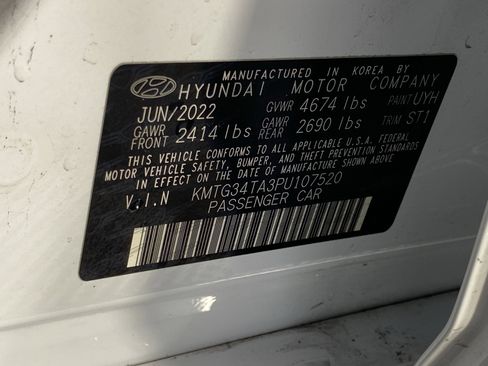 MANUFACTURED IN KOREA BY
HYUNDAI MOTOR COMPANY
JUN/2022 GVWR 4674 lbs PAINT UYH
GAWR FRONT 2414 lbs GAWR REAR 2690 lbs TRIM ST1
THIS VEHICLE CONFORMS TO ALL APPLICABLE U.S.A. FEDERAL
MOTOR VEHICLE SAFETY, BUMPER, AND THEFT PREVENTION STANDARDS
IN EFFECT ON THE DATE OF MANUFACTURE SHOWN ABOVE.
V.I.N KMTG34TA3PU107520
PASSENGER CAR